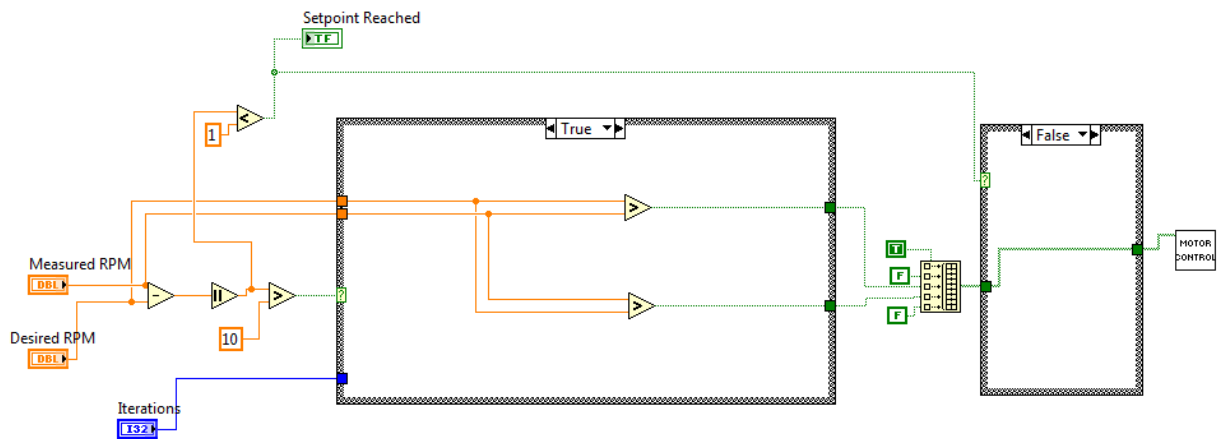 Setpoint Reached
TF
<
1
True
False
?
>
T
F
MOTOR
CONTROL
Measured RPM
DBL
-
>
?
>
10
F
Desired RPM
DBL
Iterations
I32